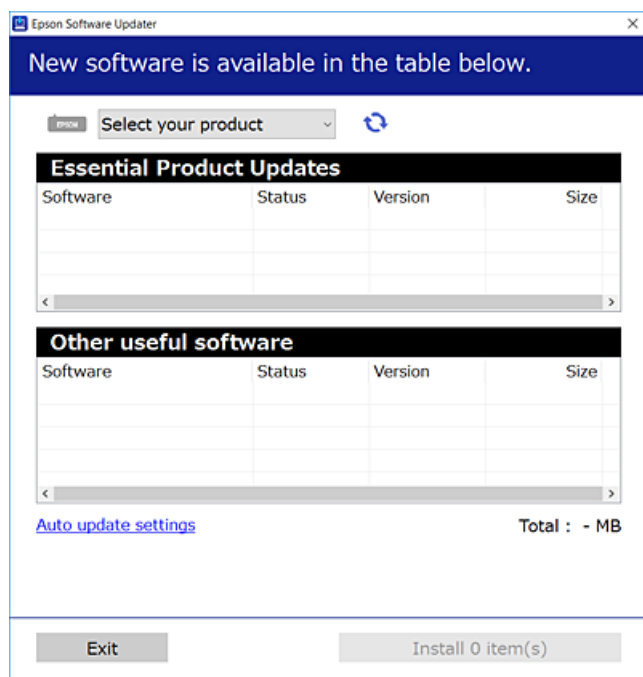 Epson Software Updater
New software is available in the table below.
EPSON Select your product
Essential Product Updates
Software Status Version Size
Other useful software
Software Status Version Size
Auto update settings Total : - MB
Exit Install 0 item(s)